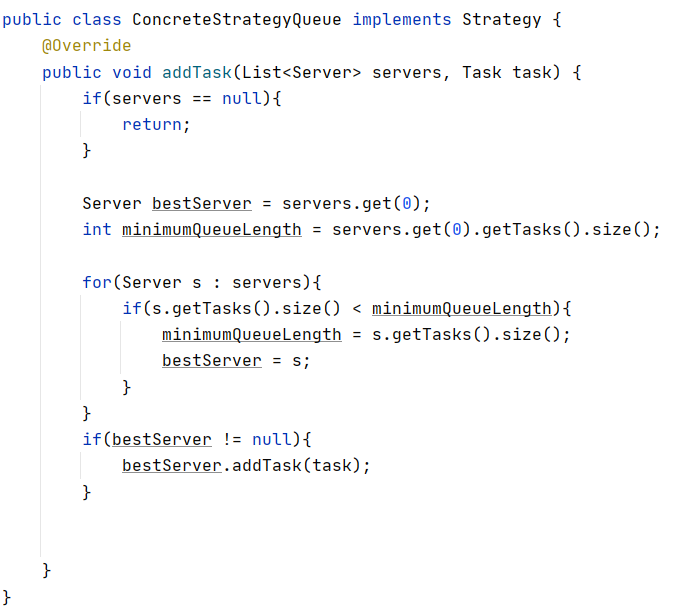 public class ConcreteStrategyQueue implements Strategy {
    @Override
    public void addTask(List<Server> servers, Task task) {
        if(servers == null){
            return;
        }

        Server bestServer = servers.get(0);
        int minimumQueueLength = servers.get(0).getTasks().size();

        for(Server s : servers){
            if(s.getTasks().size() < minimumQueueLength){
                minimumQueueLength = s.getTasks().size();
                bestServer = s;
            }
        }
        if(bestServer != null){
            bestServer.addTask(task);
        }

    }
}